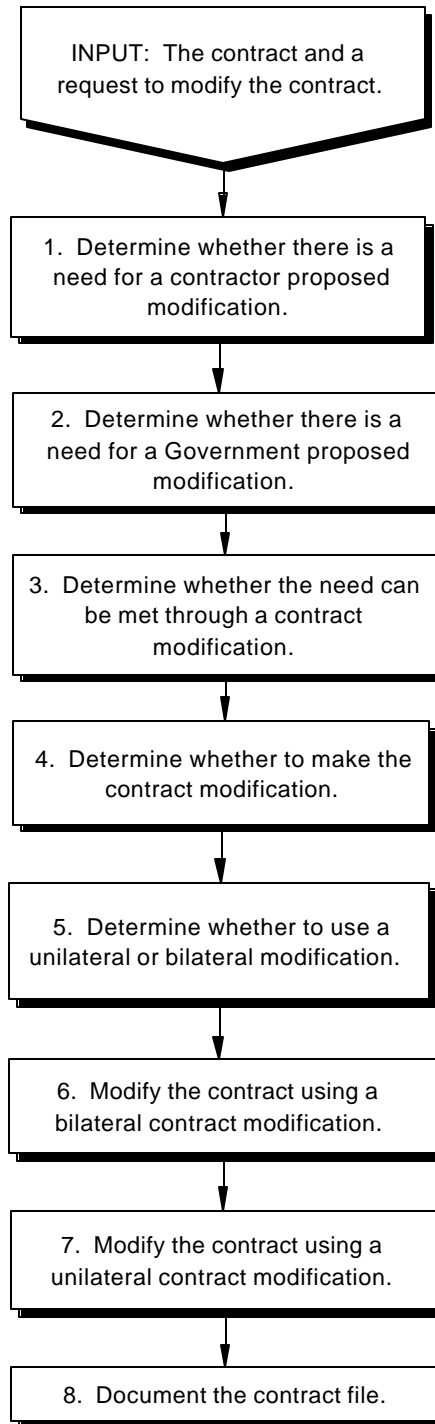 INPUT: The contract and a
request to modify the contract.
1. Determine whether there is a
need for a contractor proposed
modification.
2. Determine whether there is a
need for a Government proposed
modification.
3. Determine whether the need can
be met through a contract
modification.
4. Determine whether to make the
contract modification.
5. Determine whether to use a
unilateral or bilateral modification.
6. Modify the contract using a
bilateral contract modification.
7. Modify the contract using a
unilateral contract modification.
8. Document the contract file.